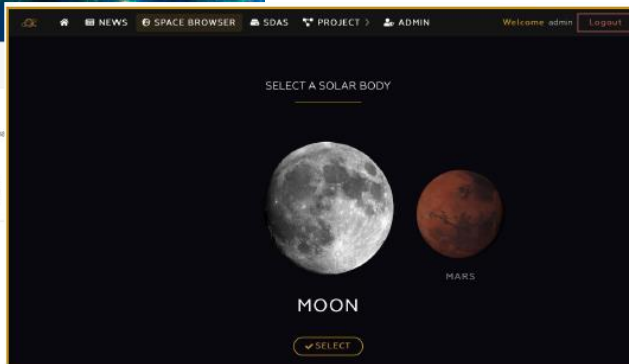 NEWS SPACE BROWSER SDAS PROJECT > ADMIN Welcome admin Logout
SELECT A SOLAR BODY
MARS
MOON
SELECT